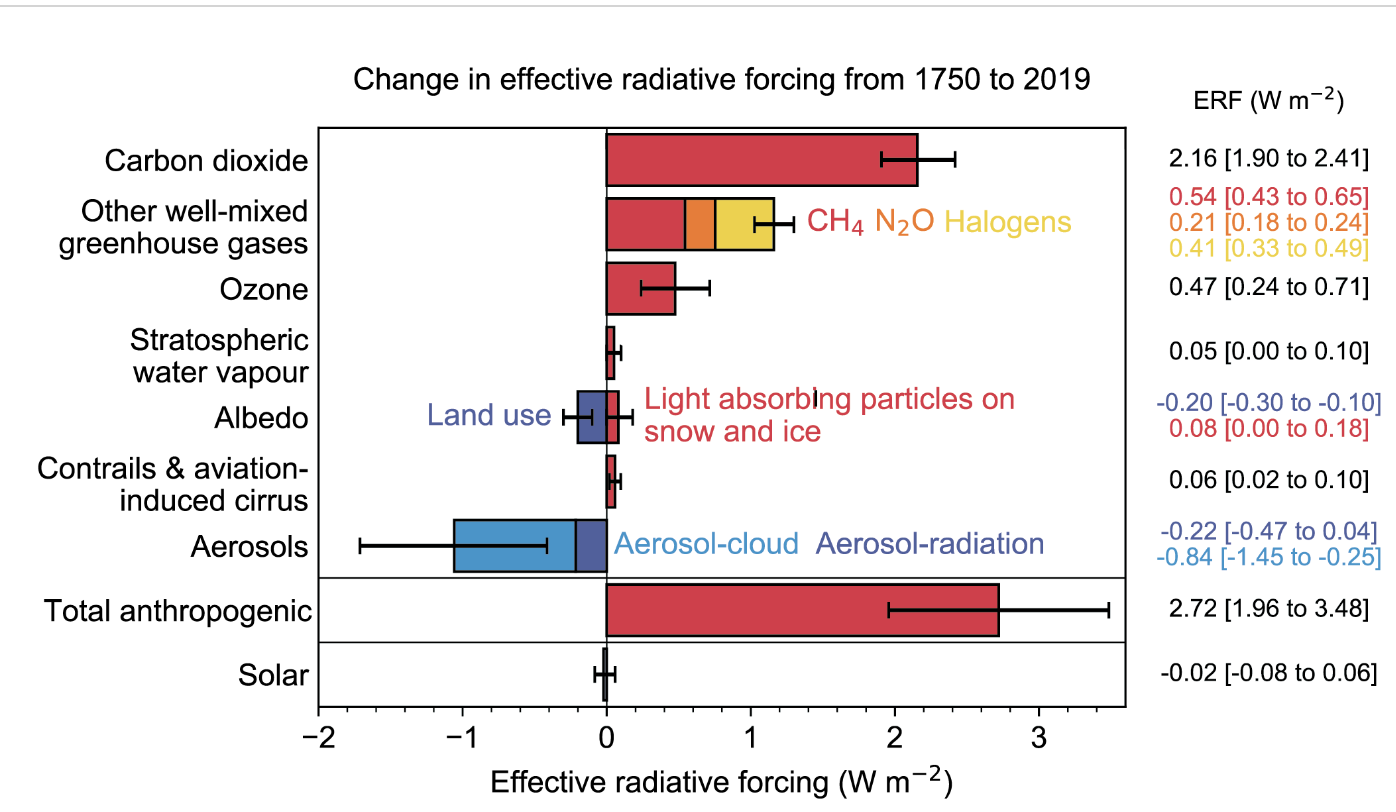 Change in effective radiative forcing from 1750 to 2019
ERF (W m⁻²)
Carbon dioxide
2.16 [1.90 to 2.41]
Other well-mixed
greenhouse gases
CH₄ N₂O Halogens
0.54 [0.43 to 0.65]
0.21 [0.18 to 0.24]
0.41 [0.33 to 0.49]
Ozone
0.47 [0.24 to 0.71]
Stratospheric
water vapour
0.05 [0.00 to 0.10]
Albedo
Land use
Light absorbing particles on
snow and ice
-0.20 [-0.30 to -0.10]
0.08 [0.00 to 0.18]
Contrails & aviation-
induced cirrus
0.06 [0.02 to 0.10]
Aerosols
Aerosol-cloud Aerosol-radiation
-0.22 [-0.47 to 0.04]
-0.84 [-1.45 to -0.25]
Total anthropogenic
2.72 [1.96 to 3.48]
Solar
-0.02 [-0.08 to 0.06]
−2 −1 0 1 2 3
Effective radiative forcing (W m⁻²)